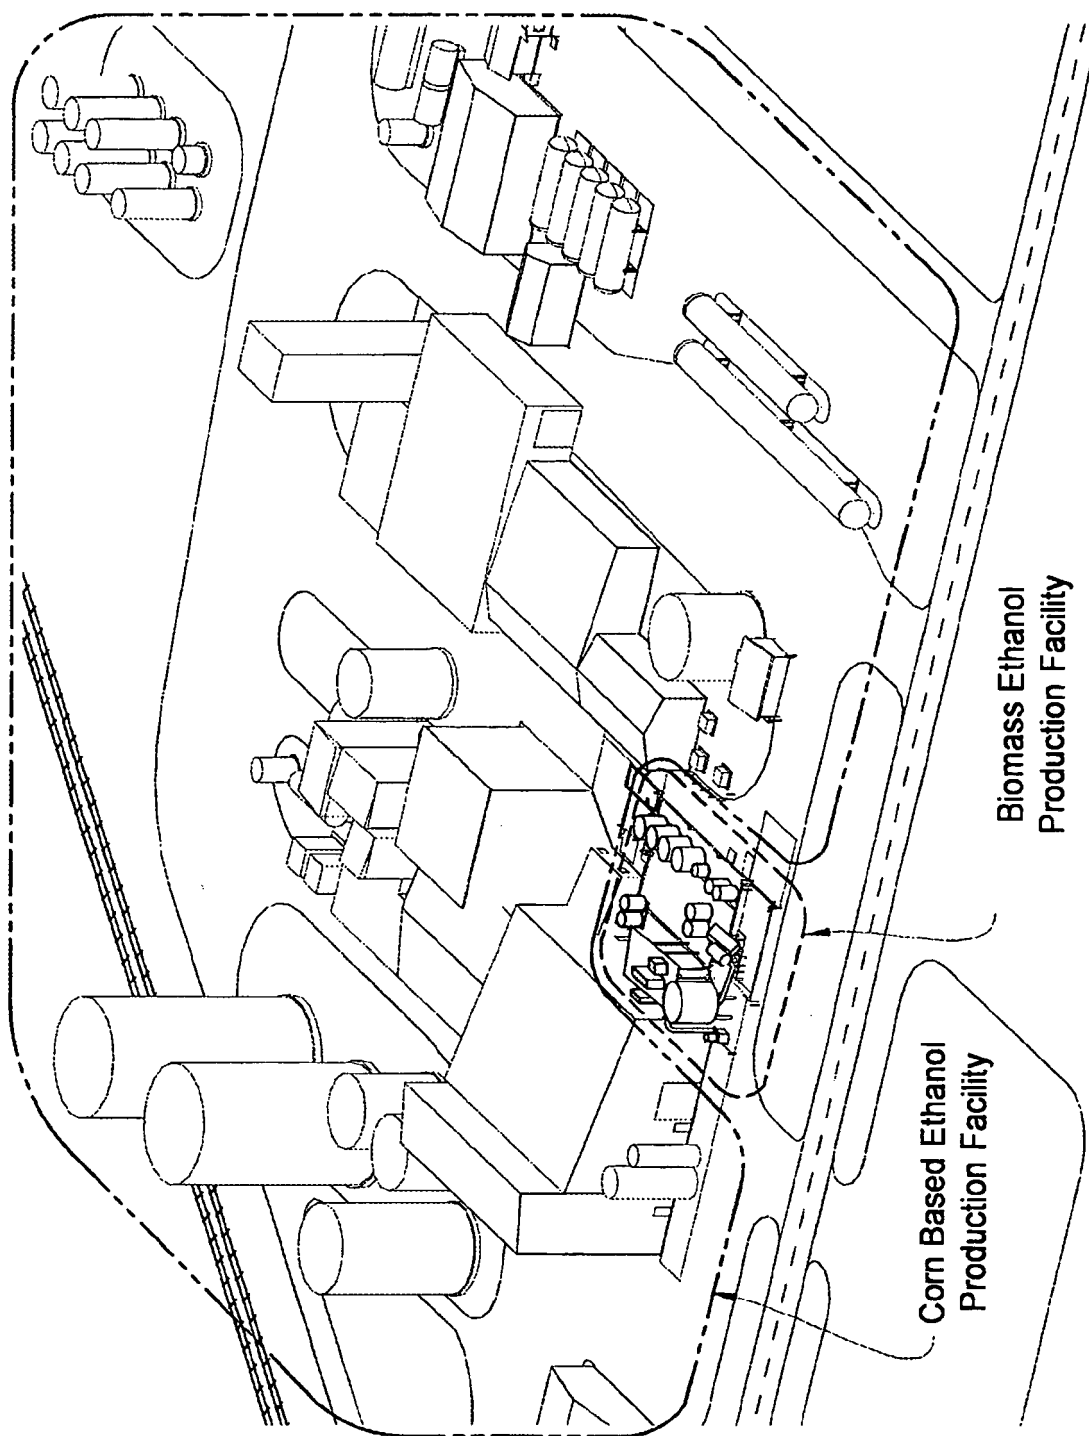 Corn Based Ethanol
Production Facility
Biomass Ethanol
Production Facility